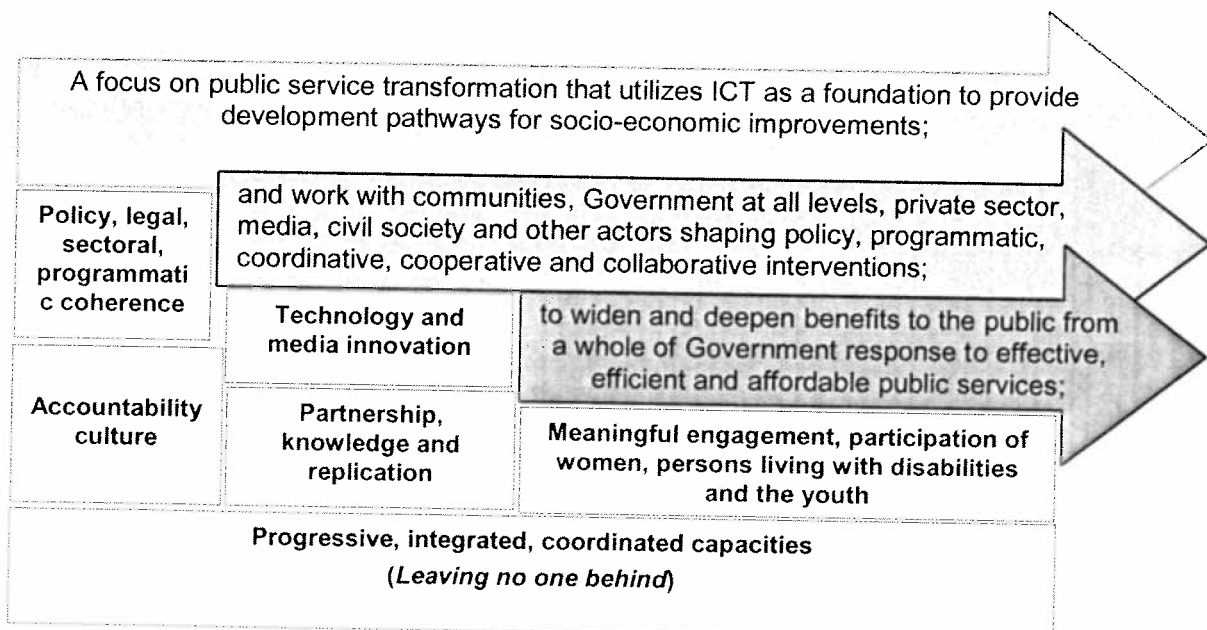 A focus on public service transformation that utilizes ICT as a foundation to provide
development pathways for socio-economic improvements;
and work with communities, Government at all levels, private sector,
media, civil society and other actors shaping policy, programmatic,
coordinative, cooperative and collaborative interventions;
Policy, legal,
sectoral,
programmati
c coherence
Technology and
media innovation
to widen and deepen benefits to the public from
a whole of Government response to effective,
efficient and affordable public services;
Accountability
culture
Partnership,
knowledge and
replication
Meaningful engagement, participation of
women, persons living with disabilities
and the youth
Progressive, integrated, coordinated capacities
(Leaving no one behind)